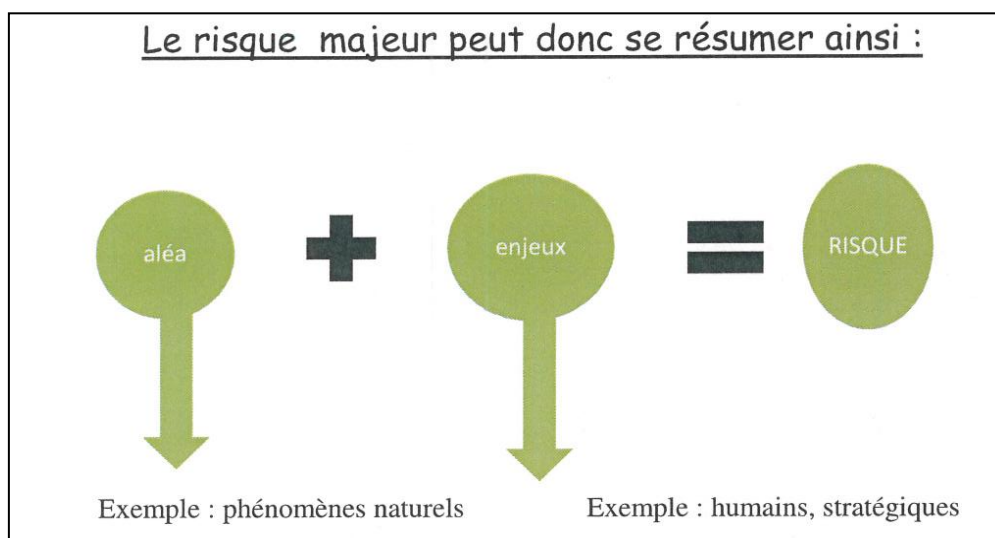 Le risque majeur peut donc se résumer ainsi :
aléa
enjeux
RISQUE
Exemple : phénomènes naturels
Exemple : humains, stratégiques